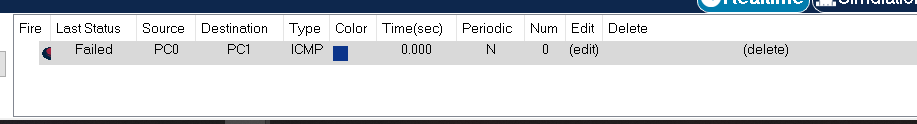 Realtime Simulation
Fire Last Status Source Destination Type Color Time(sec) Periodic Num Edit Delete
Failed PC0 PC1 ICMP 0.000 N 0 (edit) (delete)